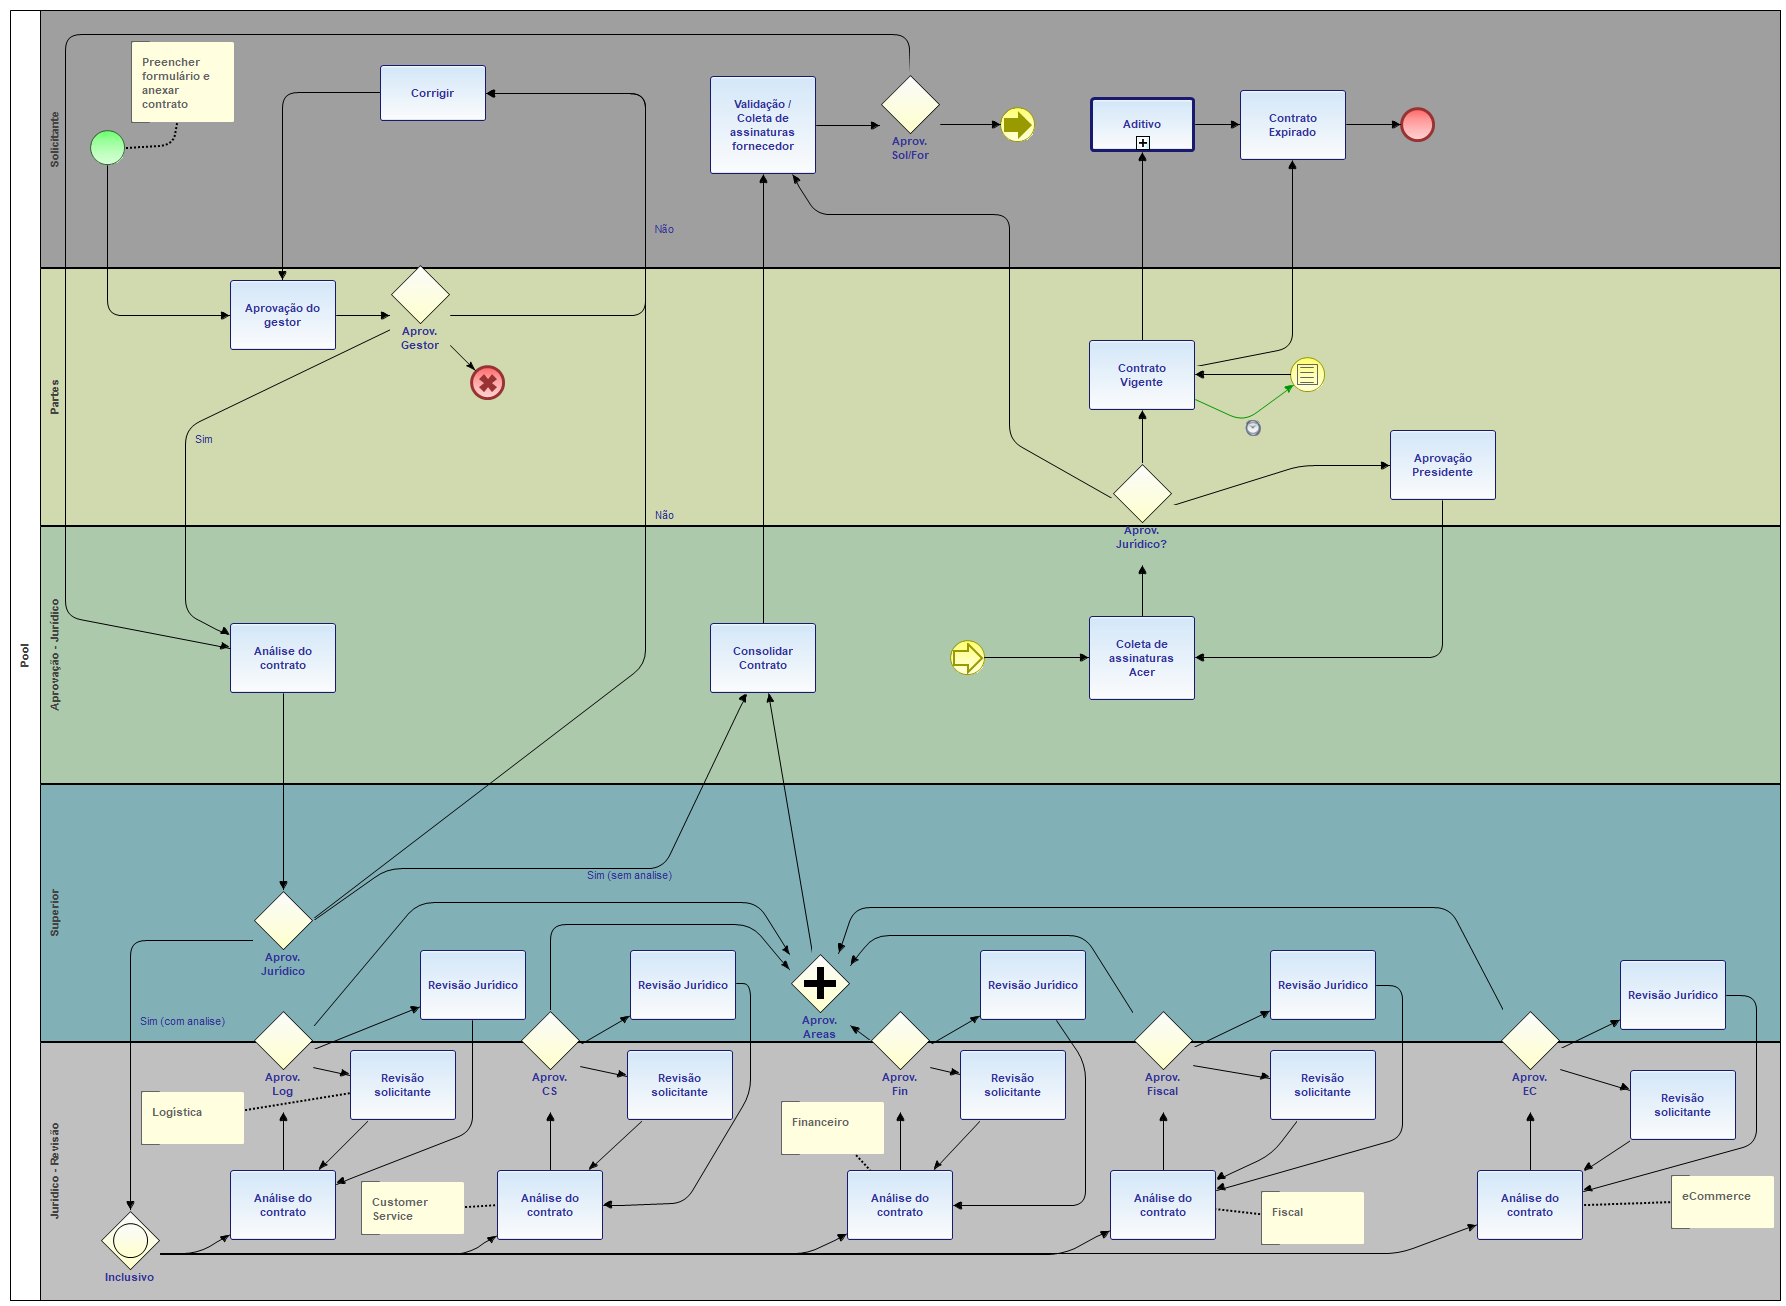 Pool
Solicitante
Preencher
formulário e
anexar
contrato
Corrigir
Validação /
Coleta de
assinaturas
fornecedor
Aprov.
Sol/For
Aditivo
Contrato
Expirado
Não
Partes
Aprovação do
gestor
Aprov.
Gestor
Sim
Não
Contrato
Vigente
Aprovação
Presidente
Aprov.
Jurídico?
Aprovação - Jurídico
Análise do
contrato
Consolidar
Contrato
Coleta de
assinaturas
Acer
Superior
Sim (sem analise)
Aprov.
Jurídico
Sim (com analise)
Revisão Jurídico
Revisão Jurídico
Aprov.
Areas
Revisão Jurídico
Revisão Jurídico
Revisão Jurídico
Jurídico - Revisão
Aprov.
Log
Revisão
solicitante
Aprov.
CS
Revisão
solicitante
Aprov.
Fin
Revisão
solicitante
Aprov.
Fiscal
Revisão
solicitante
Aprov.
EC
Revisão
solicitante
Logística
Financeiro
Análise do
contrato
Customer
Service
Análise do
contrato
Análise do
contrato
Análise do
contrato
Fiscal
Análise do
contrato
eCommerce
Inclusivo